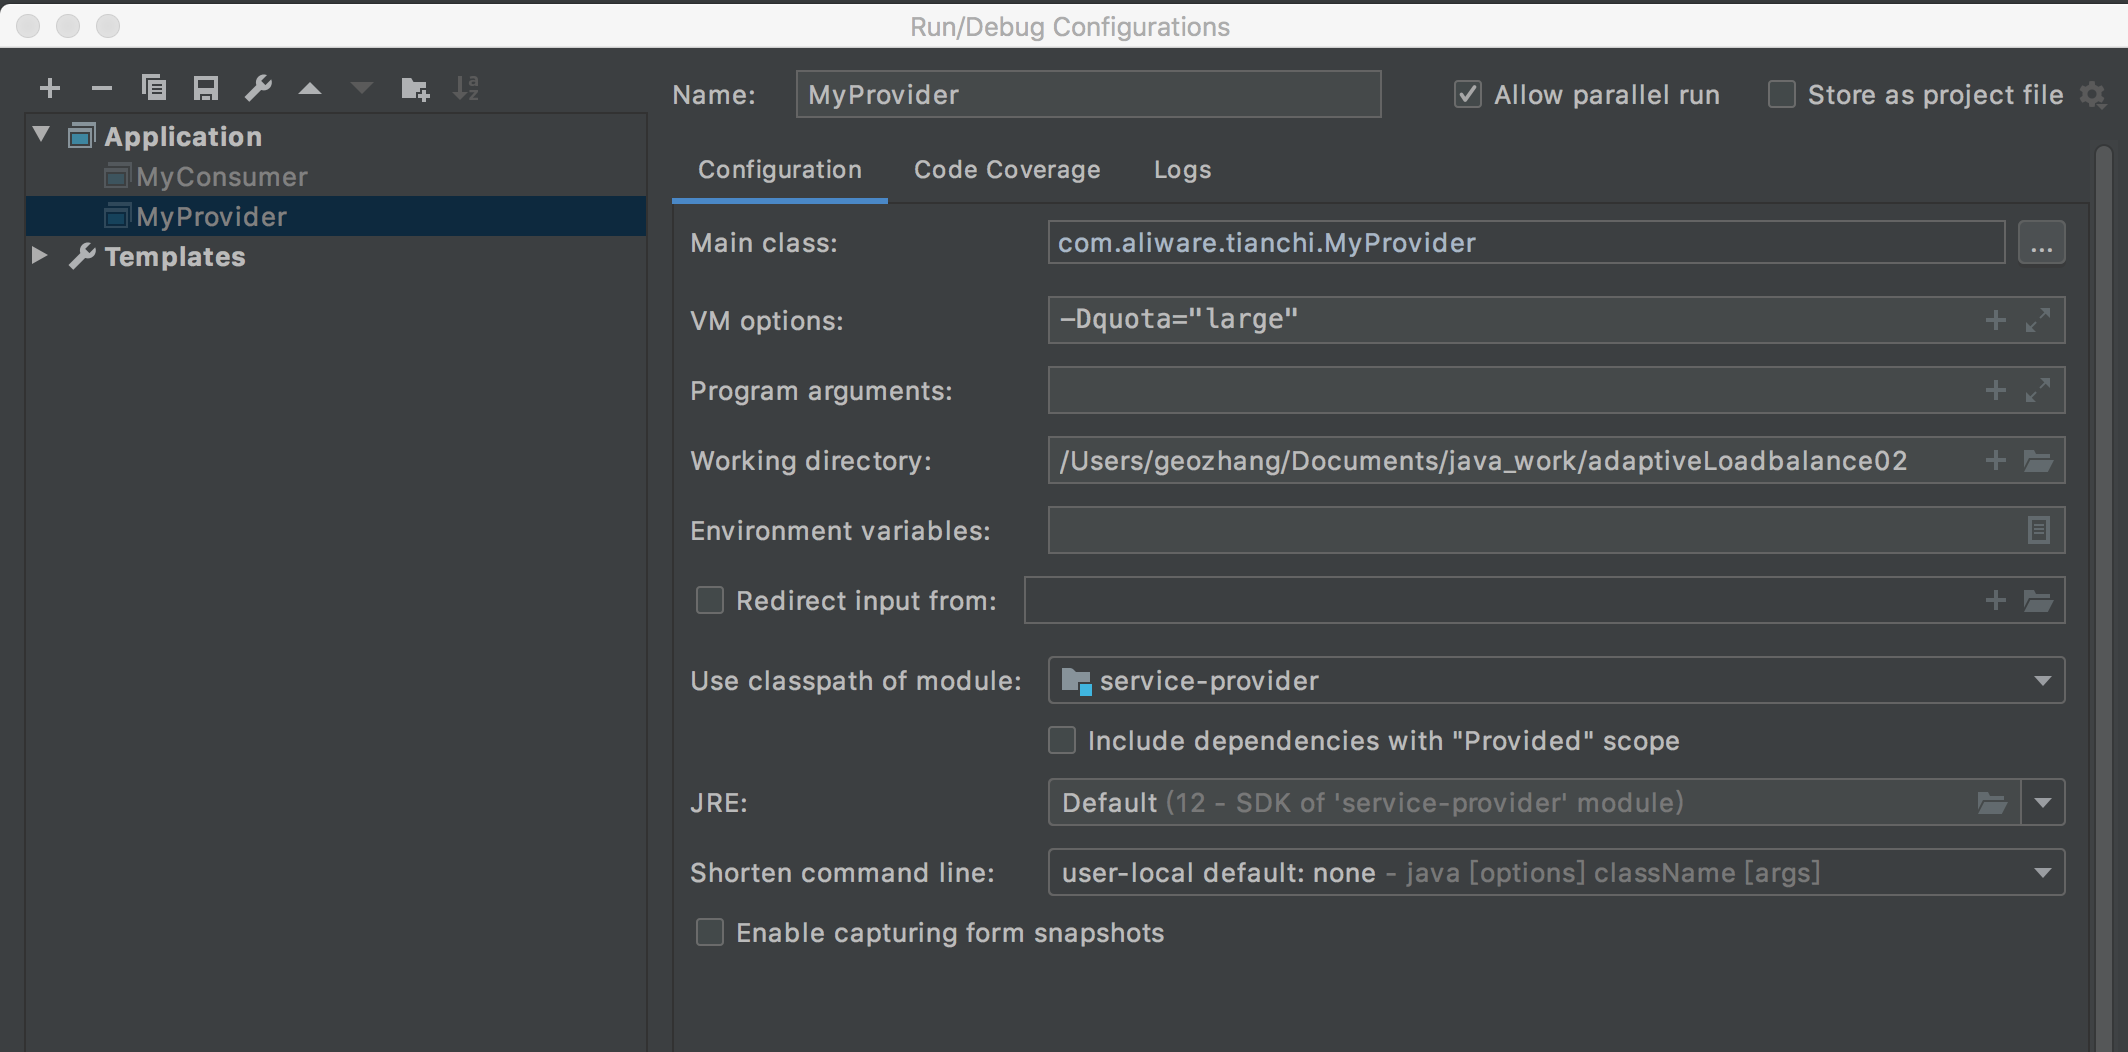 Run/Debug Configurations
Name: MyProvider Allow parallel run Store as project file
Application
MyConsumer
MyProvider
Templates
Configuration Code Coverage Logs
Main class: com.aliware.tianchi.MyProvider ...
VM options: -Dquota="large"
Program arguments:
Working directory: /Users/geozhang/Documents/java_work/adaptiveLoadbalance02
Environment variables:
Redirect input from:
Use classpath of module: service-provider
Include dependencies with "Provided" scope
JRE: Default (12 - SDK of 'service-provider' module)
Shorten command line: user-local default: none - java [options] className [args]
Enable capturing form snapshots